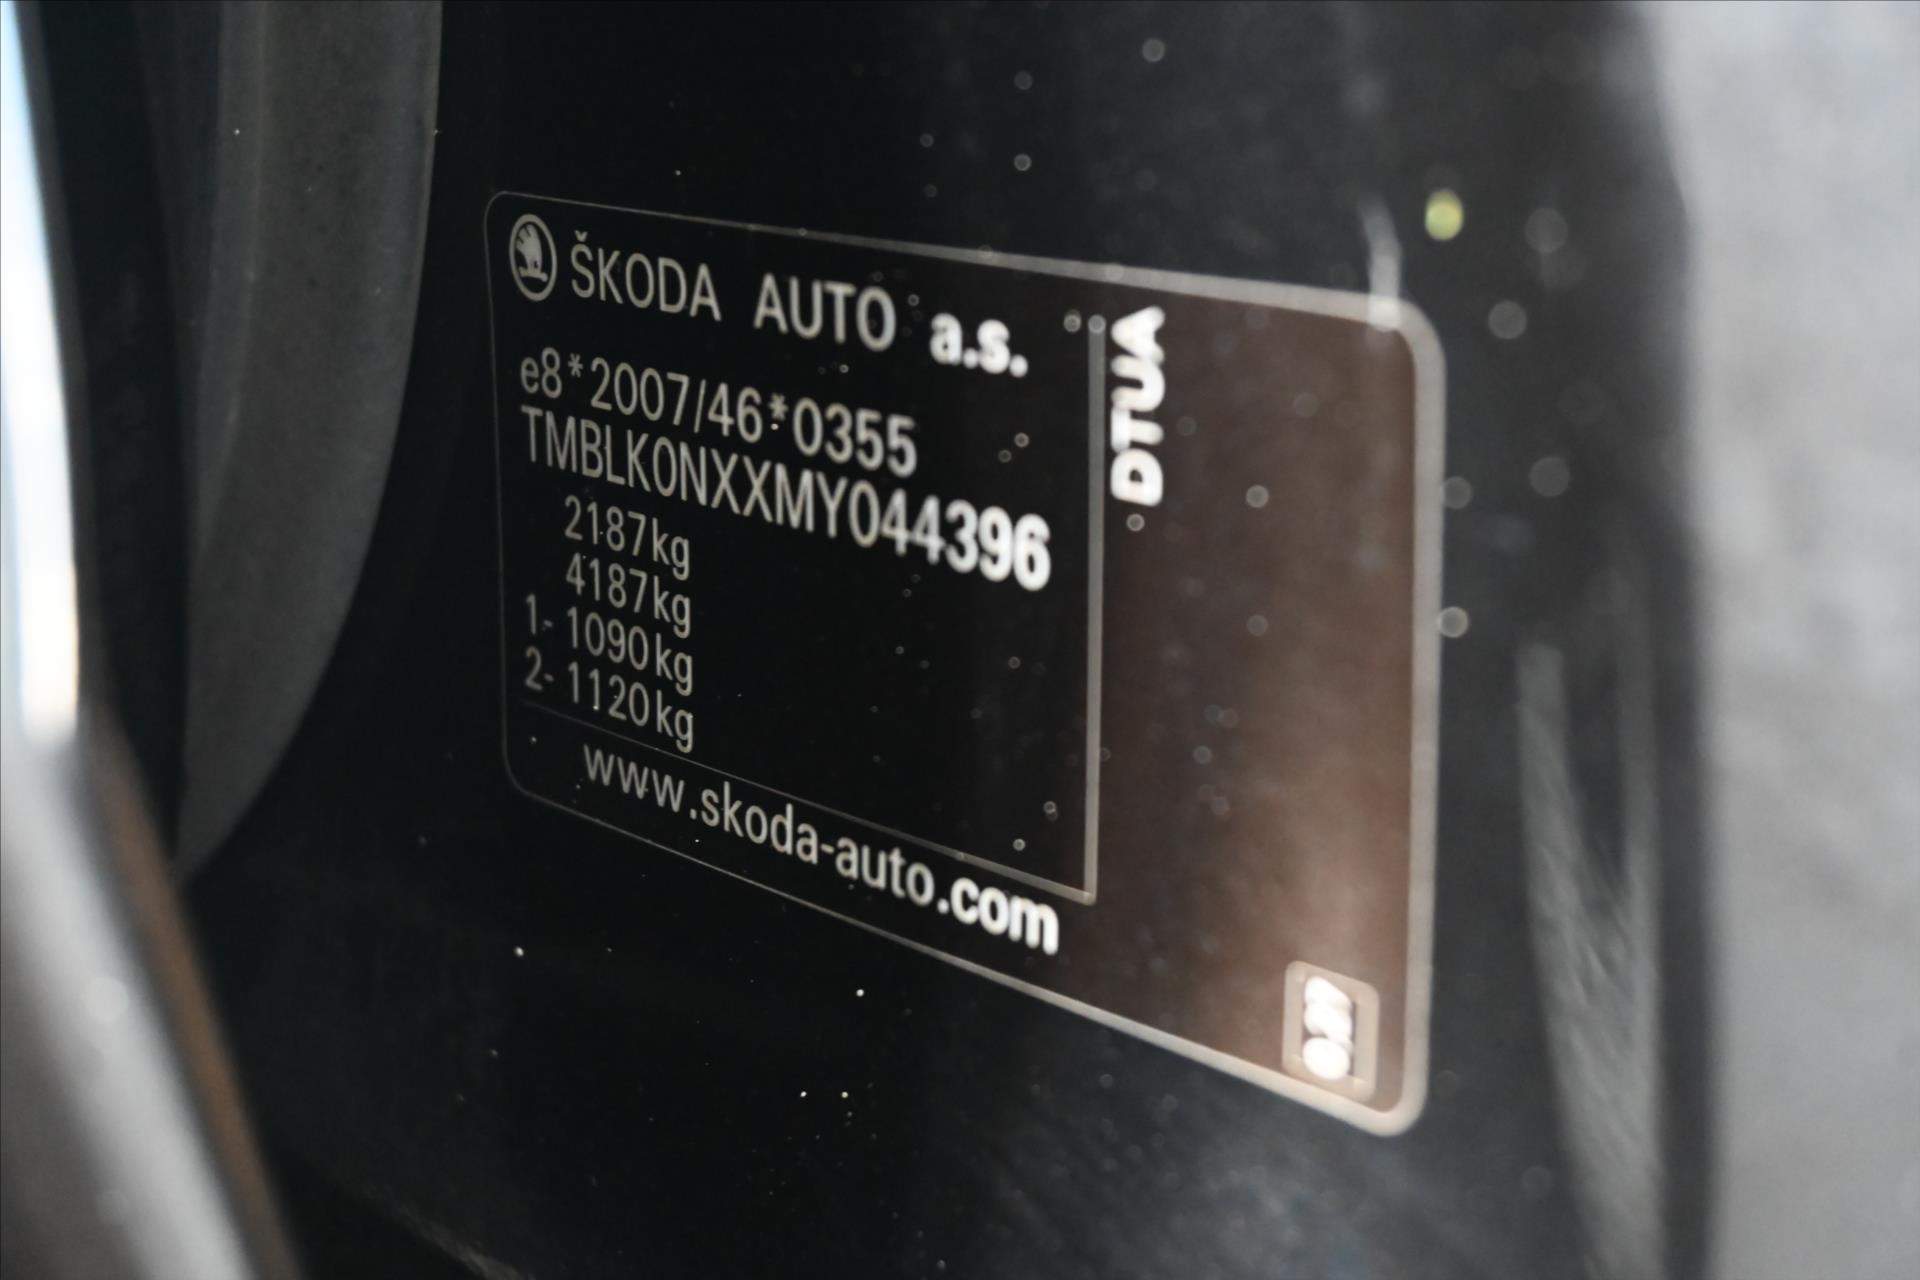 ŠKODA AUTO a.s.
e8*2007/46*0355
TMBLK0NXXMY044396
2187kg
4187kg
1- 1090kg
2- 1120kg
www.skoda-auto.com
DTUA